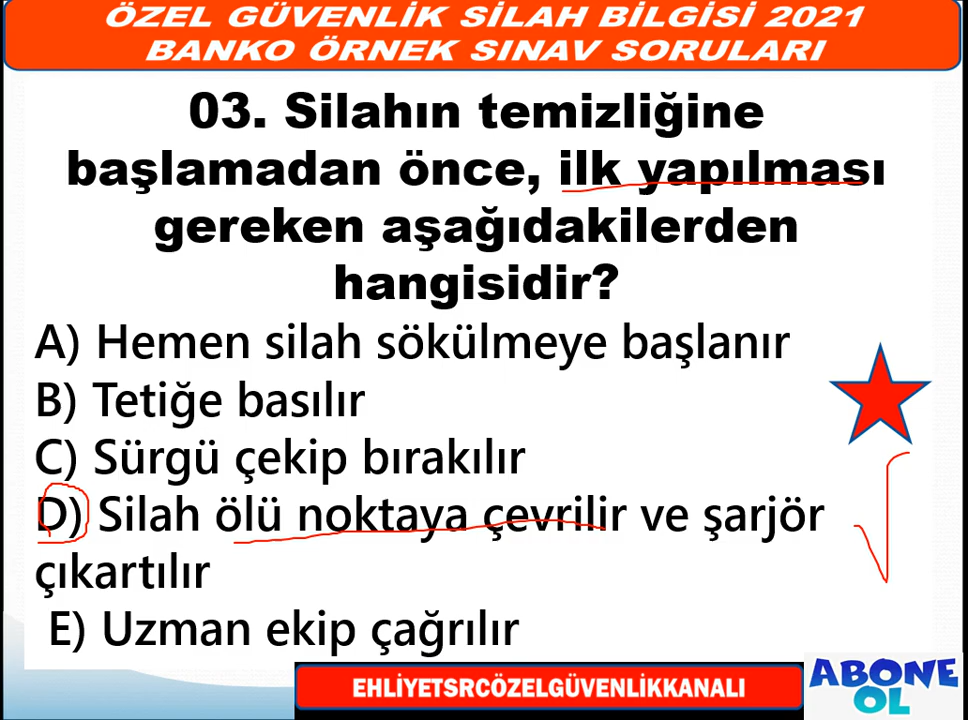 ÖZEL GÜVENLİK SİLAH BİLGİSİ 2021
BANKO ÖRNEK SINAV SORULARI
03. Silahın temizliğine
başlamadan önce, ilk yapılması
gereken aşağıdakilerden
hangisidir?
A) Hemen silah sökülmeye başlanır
B) Tetiğe basılır
C) Sürgü çekip bırakılır
D) Silah ölü noktaya çevrilir ve şarjör
çıkartılır
E) Uzman ekip çağrılır
EHLİYETSRCÖZELGÜVENLİKKANALI
ABONE
OL